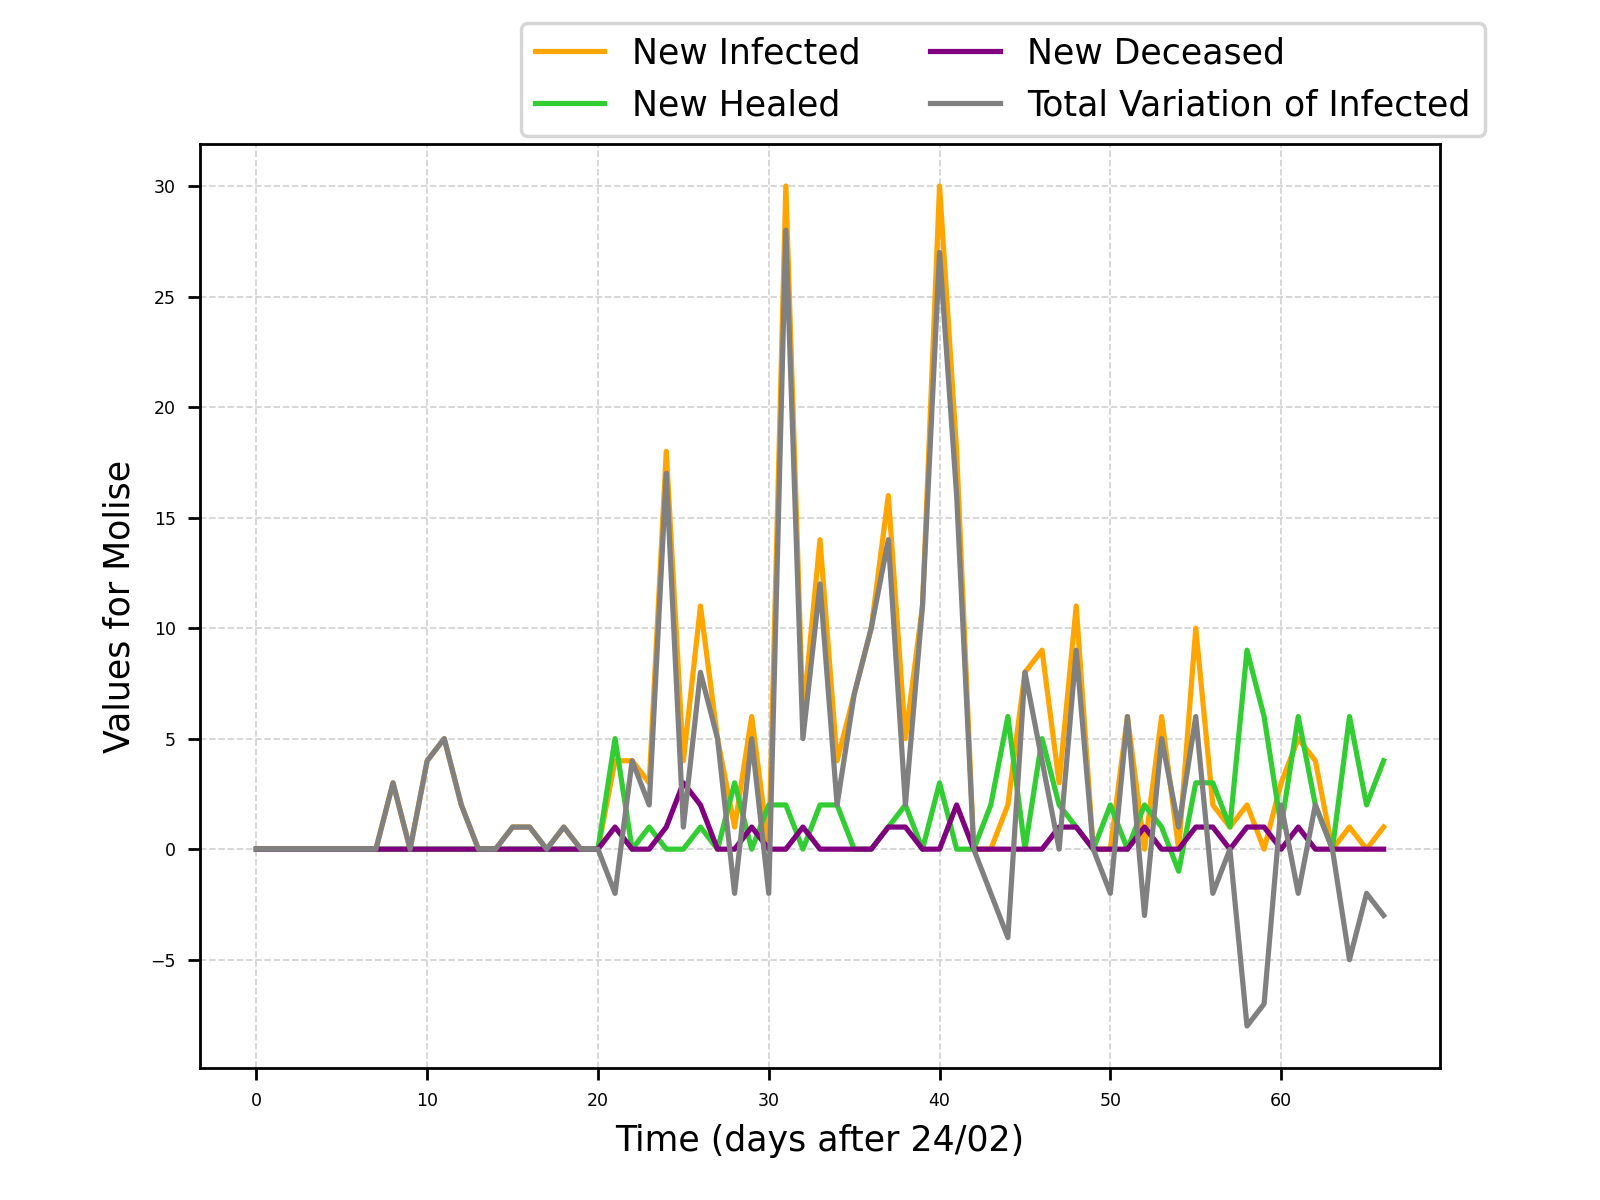 New Infected
New Healed
New Deceased
Total Variation of Infected
Values for Molise
30
25
20
15
10
5
0
−5
0 10 20 30 40 50 60
Time (days after 24/02)